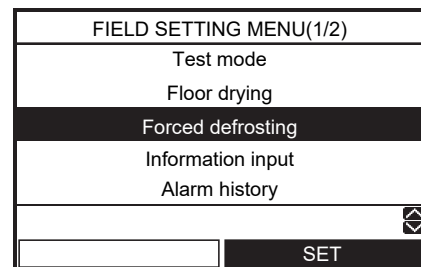 FIELD SETTING MENU(1/2)
Test mode
Floor drying
Forced defrosting
Information input
Alarm history
SET